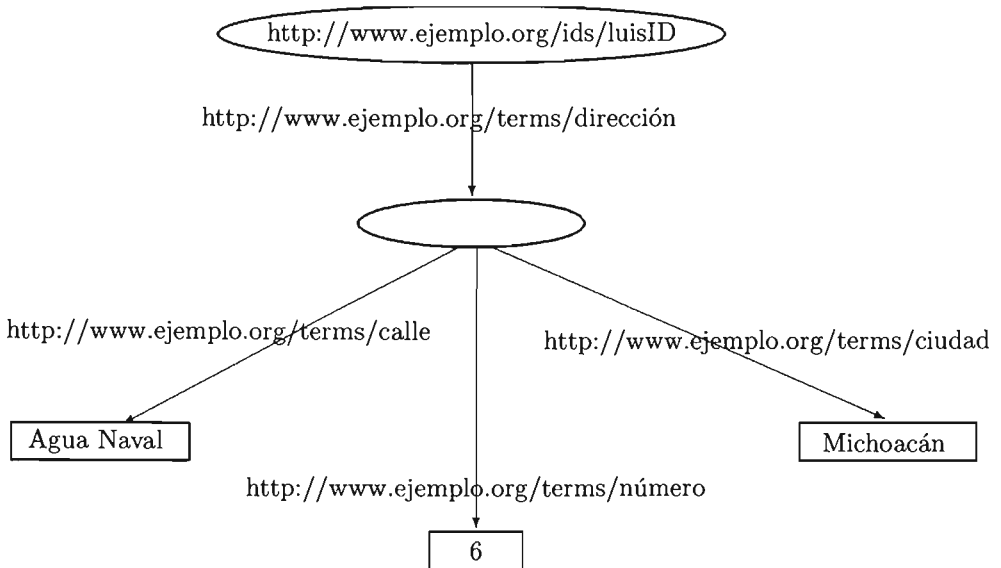 http://www.ejemplo.org/ids/luisID
http://www.ejemplo.org/terms/dirección
http://www.ejemplo.org/terms/calle
http://www.ejemplo.org/terms/ciudad
Agua Naval
Michoacán
http://www.ejemplo.org/terms/número
6